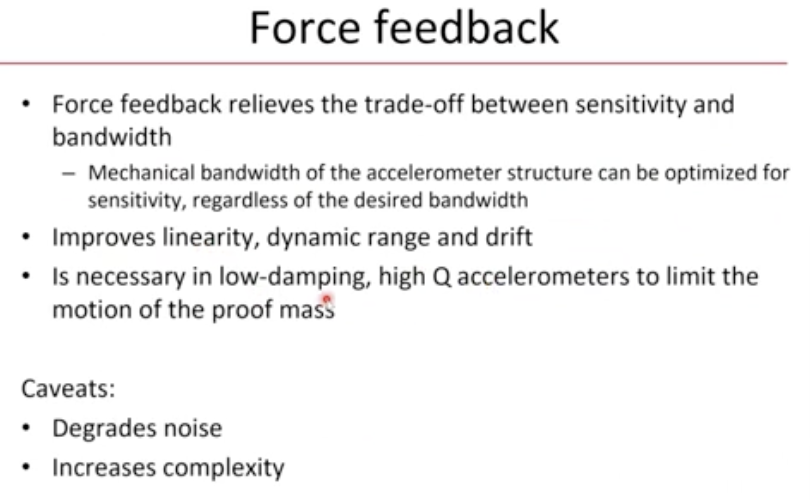 Force feedback
• Force feedback relieves the trade-off between sensitivity and
bandwidth
– Mechanical bandwidth of the accelerometer structure can be optimized for
sensitivity, regardless of the desired bandwidth
• Improves linearity, dynamic range and drift
• Is necessary in low-damping, high Q accelerometers to limit the
motion of the proof mass
Caveats:
• Degrades noise
• Increases complexity